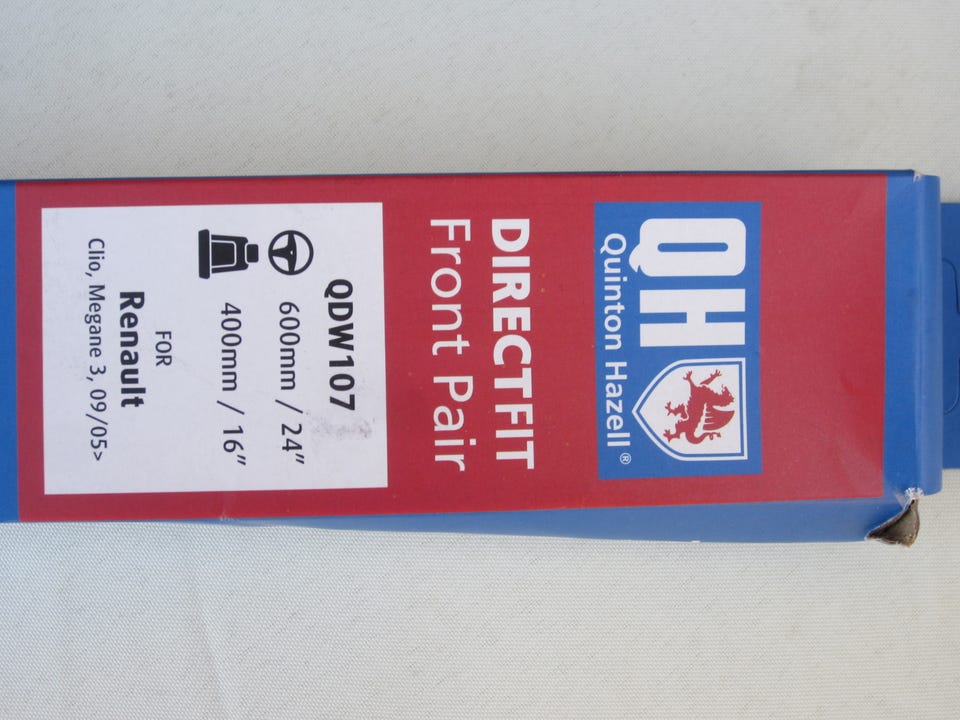 QH
Quinton Hazell®
DIRECTFIT
Front Pair
QDW107
600mm / 24″
400mm / 16″
FOR
Renault
Clio, Megane 3, 09/05>